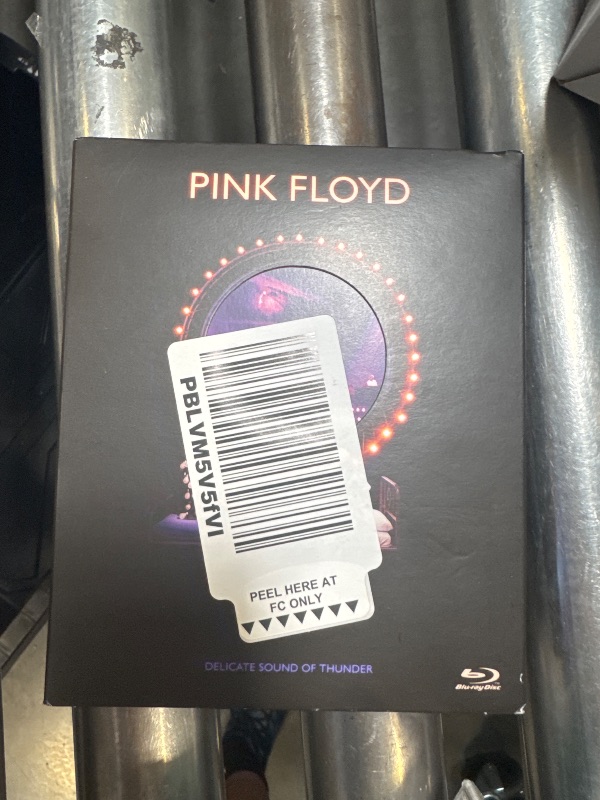 PINK FLOYD
PBLVM5V5fVI
PEEL HERE AT
FC ONLY
DELICATE SOUND OF THUNDER
Blu-ray Disc